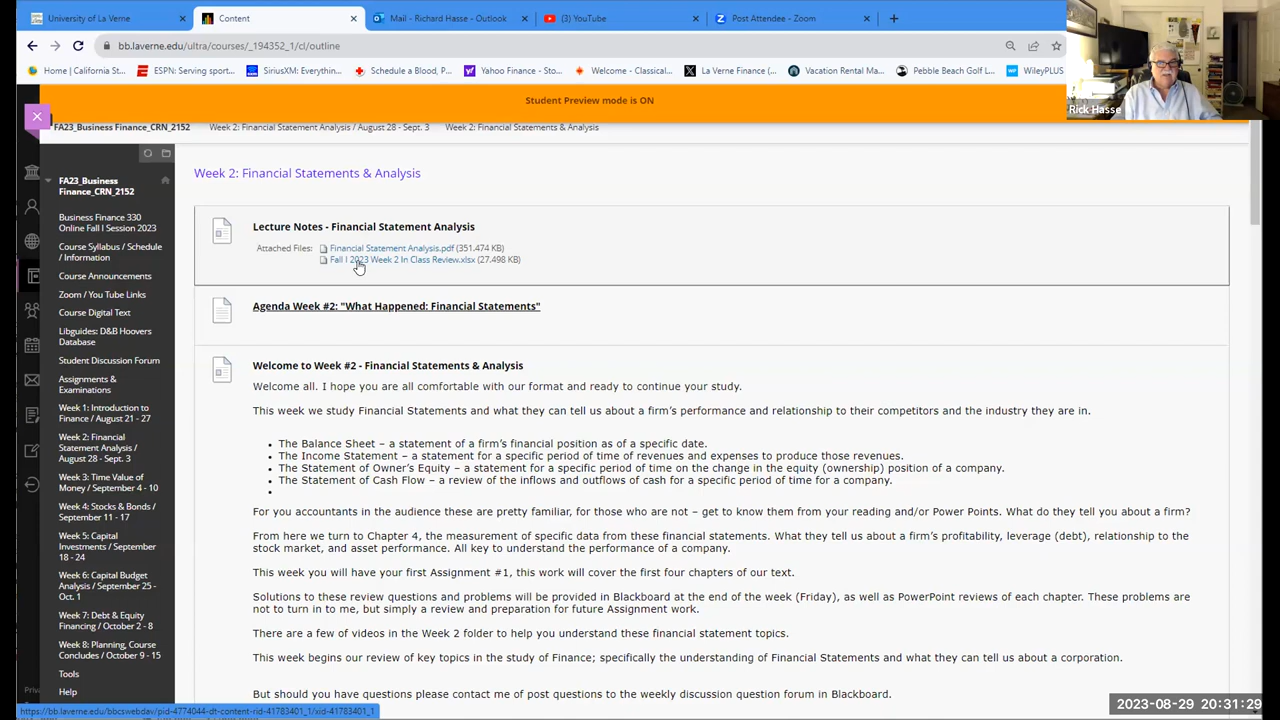 University of La Verne
Content
Mail - Richard Hasse - Outlook
(3) YouTube
Post Attendee - Zoom
bb.laverne.edu/ultra/courses/_194352_1/cl/outline
Home | California St...
ESPN: Serving sport...
SiriusXM: Everythin...
Schedule a Blood, P...
Yahoo Finance - Sto...
Welcome - Classical...
La Verne Finance (...
Vacation Rental Ma...
Pebble Beach Golf L...
WileyPLUS
Student Preview mode is ON
Rick Hasse
FA23_Business Finance_CRN_2152
Week 2: Financial Statement Analysis / August 28 - Sept. 3
Week 2: Financial Statements & Analysis
FA23_Business
Finance_CRN_2152
Business Finance 330
Online Fall I Session 2023
Course Syllabus / Schedule
/ Information
Course Announcements
Zoom / You Tube Links
Course Digital Text
Libguides: D&B Hoovers
Database
Student Discussion Forum
Assignments &
Examinations
Week 1: Introduction to
Finance / August 21 - 27
Week 2: Financial
Statement Analysis /
August 28 - Sept. 3
Week 3: Time Value of
Money / September 4 - 10
Week 4: Stocks & Bonds /
September 11 - 17
Week 5: Capital
Investments / September
18 - 24
Week 6: Capital Budget
Analysis / September 25 -
Oct. 1
Week 7: Debt & Equity
Financing / October 2 - 8
Week 8: Planning, Course
Concludes / October 9 - 15
Tools
Help
Week 2: Financial Statements & Analysis
Lecture Notes - Financial Statement Analysis
Attached Files: Financial Statement Analysis.pdf (351.474 KB)
Fall I 2023 Week 2 In Class Review.xlsx (27.498 KB)
Agenda Week #2: "What Happened: Financial Statements"
Welcome to Week #2 - Financial Statements & Analysis
Welcome all. I hope you are all comfortable with our format and ready to continue your study.
This week we study Financial Statements and what they can tell us about a firm's performance and relationship to their competitors and the industry they are in.
• The Balance Sheet – a statement of a firm's financial position as of a specific date.
• The Income Statement – a statement for a specific period of time of revenues and expenses to produce those revenues.
• The Statement of Owner's Equity – a statement for a specific period of time on the change in the equity (ownership) position of a company.
• The Statement of Cash Flow – a review of the inflows and outflows of cash for a specific period of time for a company.
•
For you accountants in the audience these are pretty familiar, for those who are not – get to know them from your reading and/or Power Points. What do they tell you about a firm?
From here we turn to Chapter 4, the measurement of specific data from these financial statements. What they tell us about a firm's profitability, leverage (debt), relationship to the
stock market, and asset performance. All key to understand the performance of a company.
This week you will have your first Assignment #1, this work will cover the first four chapters of our text.
Solutions to these review questions and problems will be provided in Blackboard at the end of the week (Friday), as well as PowerPoint reviews of each chapter. These problems are
not to turn in to me, but simply a review and preparation for future Assignment work.
There are a few of videos in the Week 2 folder to help you understand these financial statement topics.
This week begins our review of key topics in the study of Finance; specifically the understanding of Financial Statements and what they can tell us about a corporation.
But should you have questions please contact me of post questions to the weekly discussion question forum in Blackboard.
https://bb.laverne.edu/bbcswebdav/pid-4774044-dt-content-rid-41783401_1/xid-41783401_1
2023-08-29 20:31:29